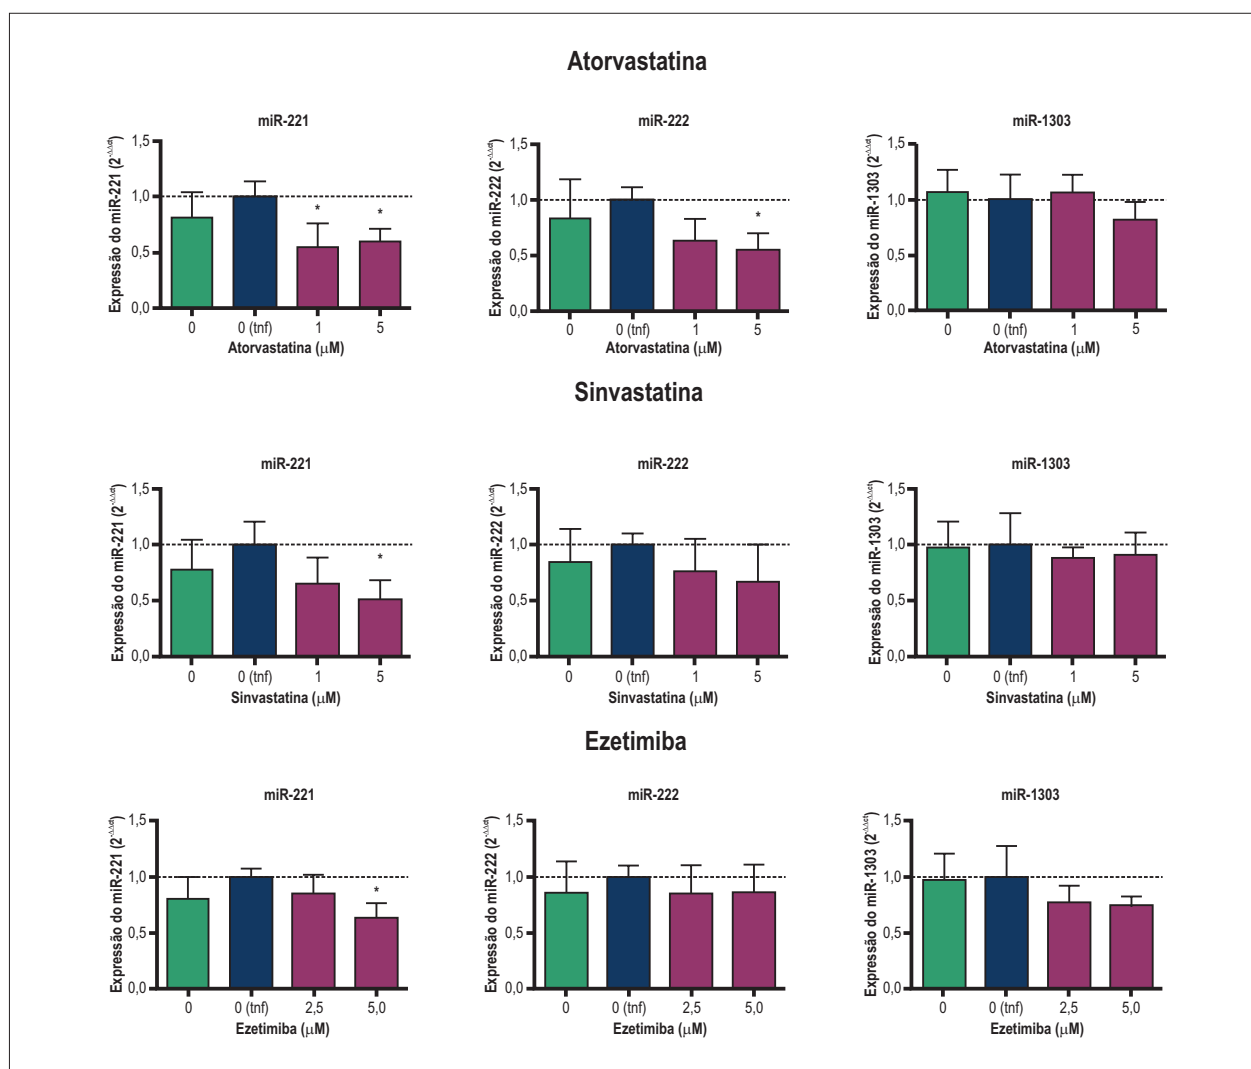 Atorvastatina
miR-221
miR-222
miR-1303
Expressão do miR-221 (2^-ΔΔct)
1,5
1,0
0,5
0,0
* *
0 0 (tnf) 1 5
Atorvastatina (µM)
Expressão do miR-222 (2^-ΔΔct)
1,5
1,0
0,5
0,0
*
0 0 (tnf) 1 5
Atorvastatina (µM)
Expressão do miR-1303 (2^-ΔΔct)
1,5
1,0
0,5
0,0
0 0 (tnf) 1 5
Atorvastatina (µM)
Sinvastatina
miR-221
miR-222
miR-1303
Expressão do miR-221 (2^-ΔΔct)
1,5
1,0
0,5
0,0
*
0 0 (tnf) 1 5
Sinvastatina (µM)
Expressão do miR-222 (2^-ΔΔct)
1,5
1,0
0,5
0,0
0 0 (tnf) 1 5
Sinvastatina (µM)
Expressão do miR-1303 (2^-ΔΔct)
1,5
1,0
0,5
0,0
0 0 (tnf) 1 5
Sinvastatina (µM)
Ezetimiba
miR-221
miR-222
miR-1303
Expressão do miR-221 (2^-ΔΔct)
1,5
1,0
0,5
0,0
*
0 0 (tnf) 2,5 5,0
Ezetimiba (µM)
Expressão do miR-222 (2^-ΔΔct)
1,5
1,0
0,5
0,0
0 0 (tnf) 2,5 5,0
Ezetimiba (µM)
Expressão do miR-1303 (2^-ΔΔct)
1,5
1,0
0,5
0,0
0 0 (tnf) 2,5 5,0
Ezetimiba (µM)